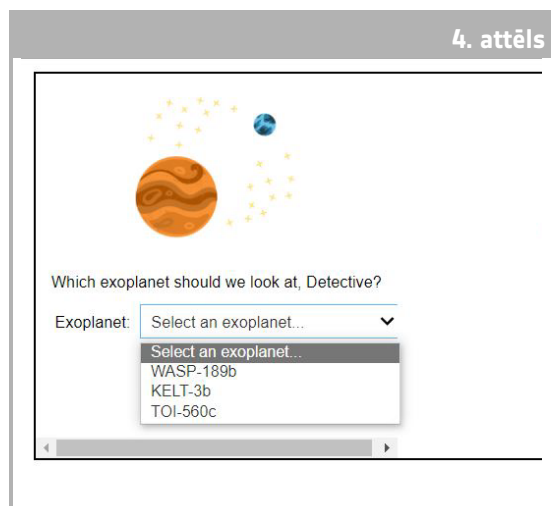 4. attēls
Which exoplanet should we look at, Detective?
Exoplanet: Select an exoplanet...
Select an exoplanet...
WASP-189b
KELT-3b
TOI-560c